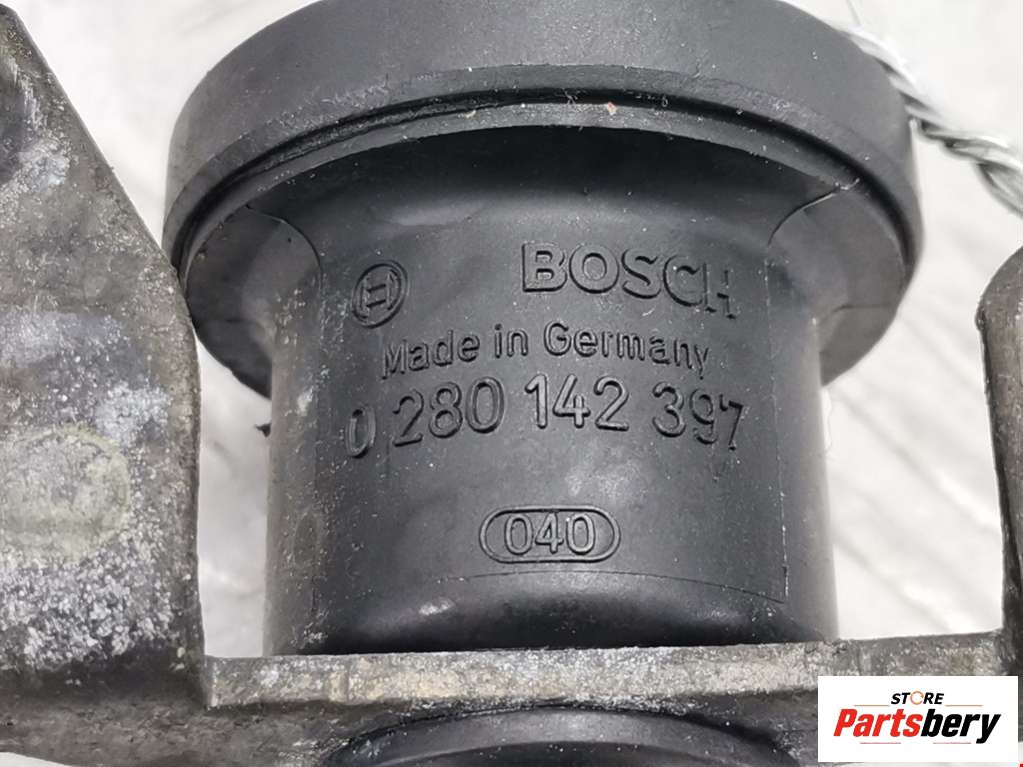 BOSCH
Made in Germany
0 280 142 397
040
STORE
Partsbery